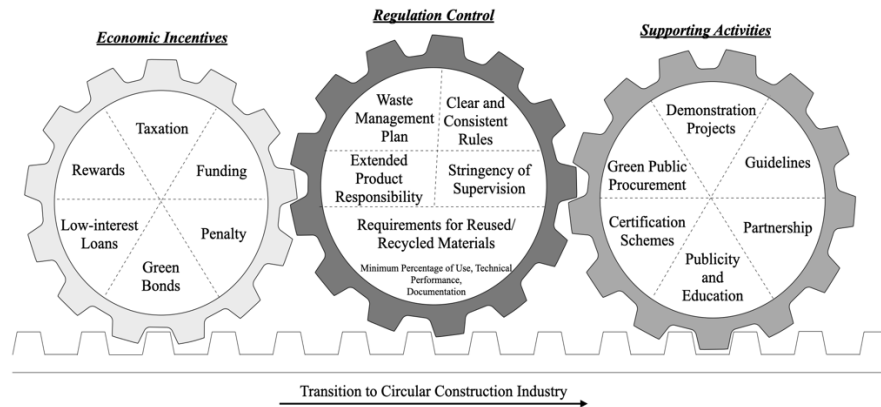 Economic Incentives
Taxation
Rewards
Funding
Low-interest
Loans
Penalty
Green
Bonds
Regulation Control
Waste
Management
Plan
Clear and
Consistent
Rules
Extended
Product
Responsibility
Stringency of
Supervision
Requirements for Reused/
Recycled Materials
Minimum Percentage of Use, Technical
Performance,
Documentation
Supporting Activities
Demonstration
Projects
Green Public
Procurement
Guidelines
Certification
Schemes
Partnership
Publicity and
Education
Transition to Circular Construction Industry